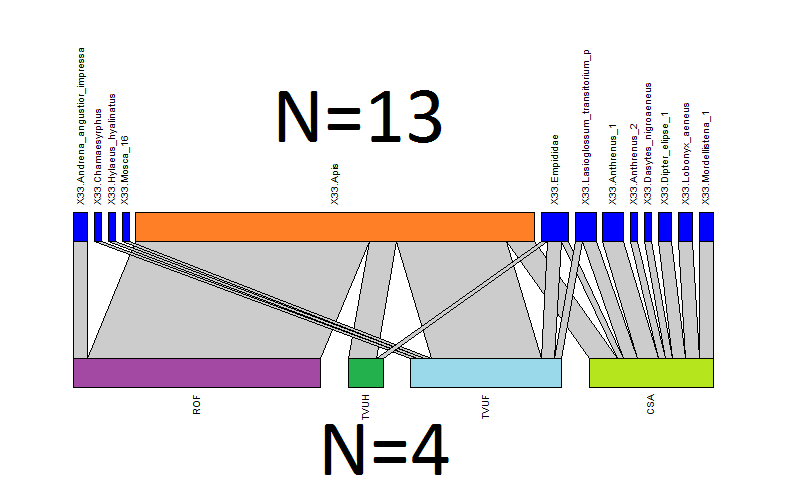 X33.Andrena_angustior_impressa
X33.Chamaesyrphus
X33.Hylaeus_hyalinatus
X33.Mosca_16
X33.Apis
X33.Empididae
X33.Lasioglossum_transitorium_p
X33.Anthrenus_1
X33.Anthrenus_2
X33.Dasytes_nigroaeneus
X33.Dipter_elipse_1
X33.Lobonyx_aeneus
X33.Mordellistena_1
N=13
ROF
TVUH
TVUF
CSA
N=4